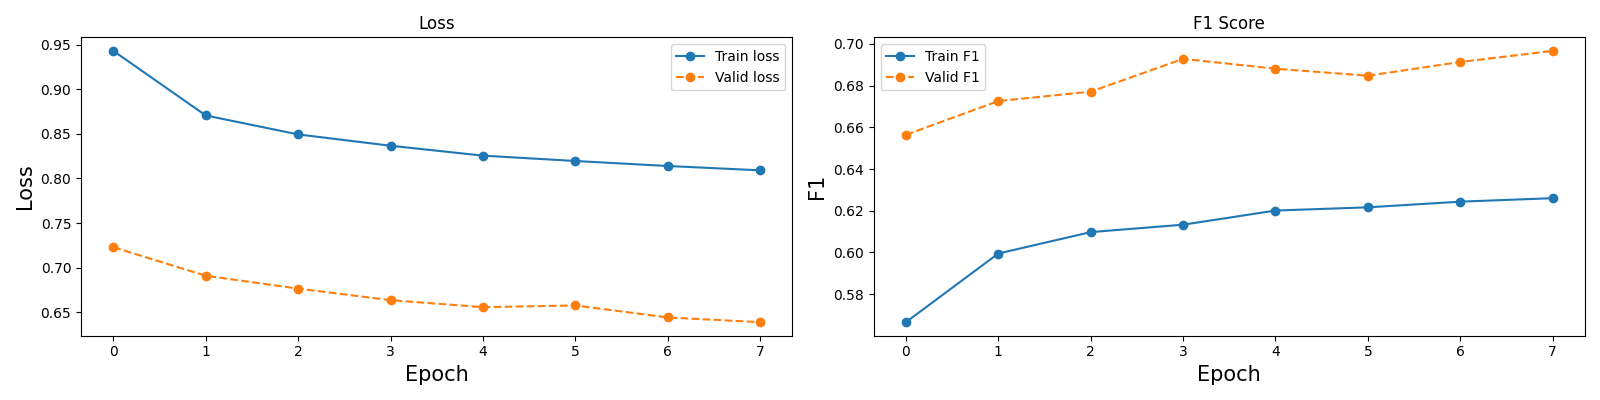 Loss
0.95
0.90
0.85
0.80
0.75
0.70
0.65
Loss
Train loss
Valid loss
0 1 2 3 4 5 6 7
Epoch
F1 Score
0.70
0.68
0.66
0.64
0.62
0.60
0.58
F1
Train F1
Valid F1
0 1 2 3 4 5 6 7
Epoch